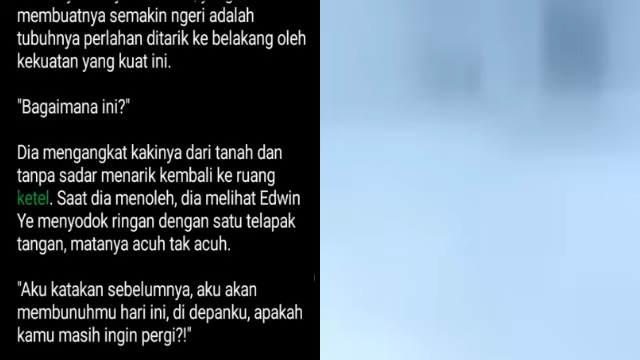 membuatnya semakin ngeri adalah
tubuhnya perlahan ditarik ke belakang oleh
kekuatan yang kuat ini.
"Bagaimana ini?"
Dia mengangkat kakinya dari tanah dan
tanpa sadar menarik kembali ke ruang
ketel. Saat dia menoleh, dia melihat Edwin
Ye menyodok ringan dengan satu telapak
tangan, matanya acuh tak acuh.
"Aku katakan sebelumnya, aku akan
membunuhmu hari ini, di depanku, apakah
kamu masih ingin pergi?!"